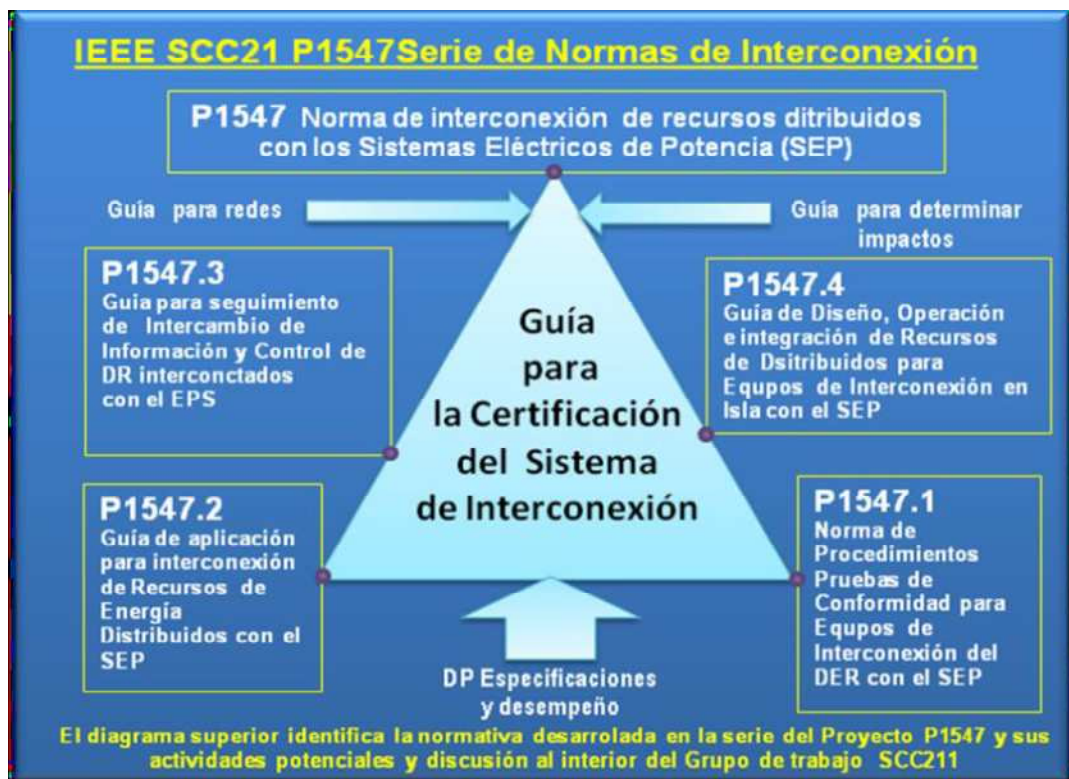 IEEE SCC21 P1547Serie de Normas de Interconexión
P1547 Norma de interconexión de recursos ditribuidos
con los Sistemas Eléctricos de Potencia (SEP)
Guía para redes
Guía para determinar
impactos
P1547.3
Guia para seguimiento
de Intercambio de
Información y Control de
DR interconctados
con el EPS
P1547.4
Guía de Diseño, Operación
e integración de Recursos
de Dsitribuidos para
Equpos de Interconexión en
Isla con el SEP
Guía
para
la Certificación
del Sistema
de Interconexión
P1547.2
Guía de aplicación
para interconexión
de Recursos de
Energía
Distribuidos con el
SEP
P1547.1
Norma de
Procedimientos
Pruebas de
Conformidad para
Equpos de
Interconexión del
DER con el SEP
DP Especificaciones
y desempeño
El diagrama superior identifica la normativa desarrolada en la serie del Proyecto P1547 y sus
actividades potenciales y discusión al interior del Grupo de trabajo SCC211